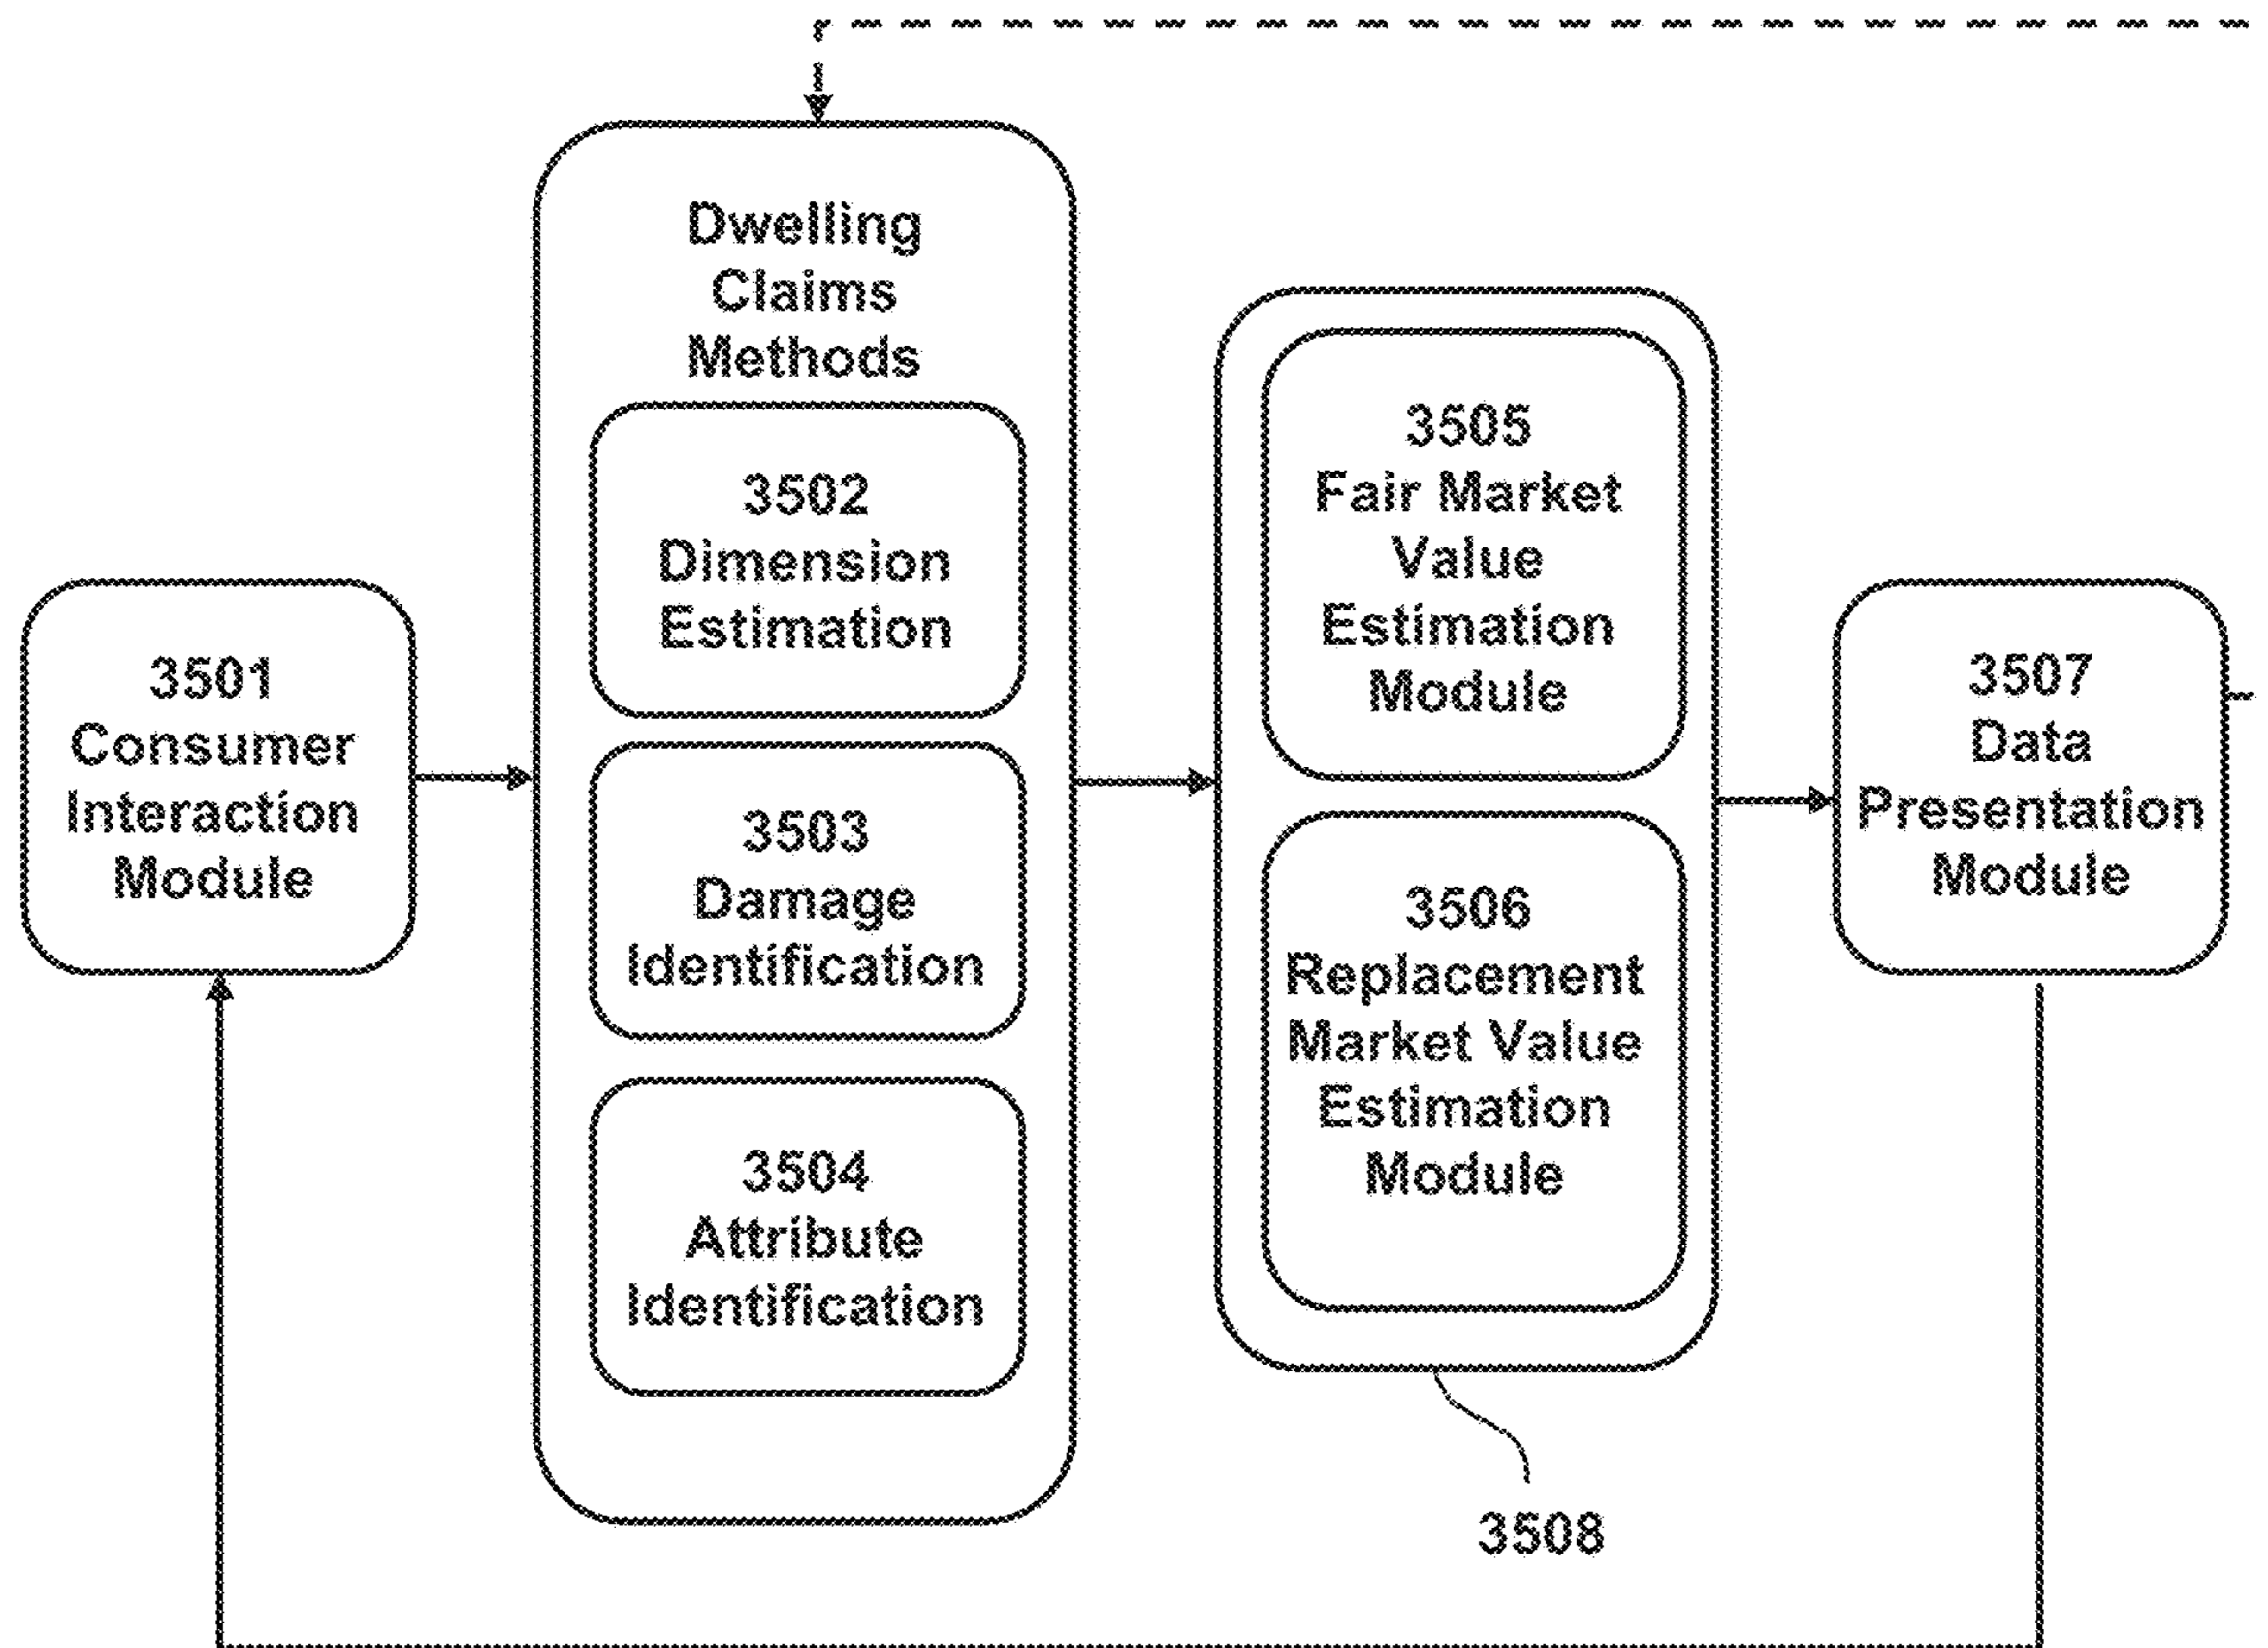 3501
Consumer
Interaction
Module
Dwelling
Claims
Methods
3502
Dimension
Estimation
3503
Damage
Identification
3504
Attribute
Identification
3505
Fair Market
Value
Estimation
Module
3506
Replacement
Market Value
Estimation
Module
3508
3507
Data
Presentation
Module